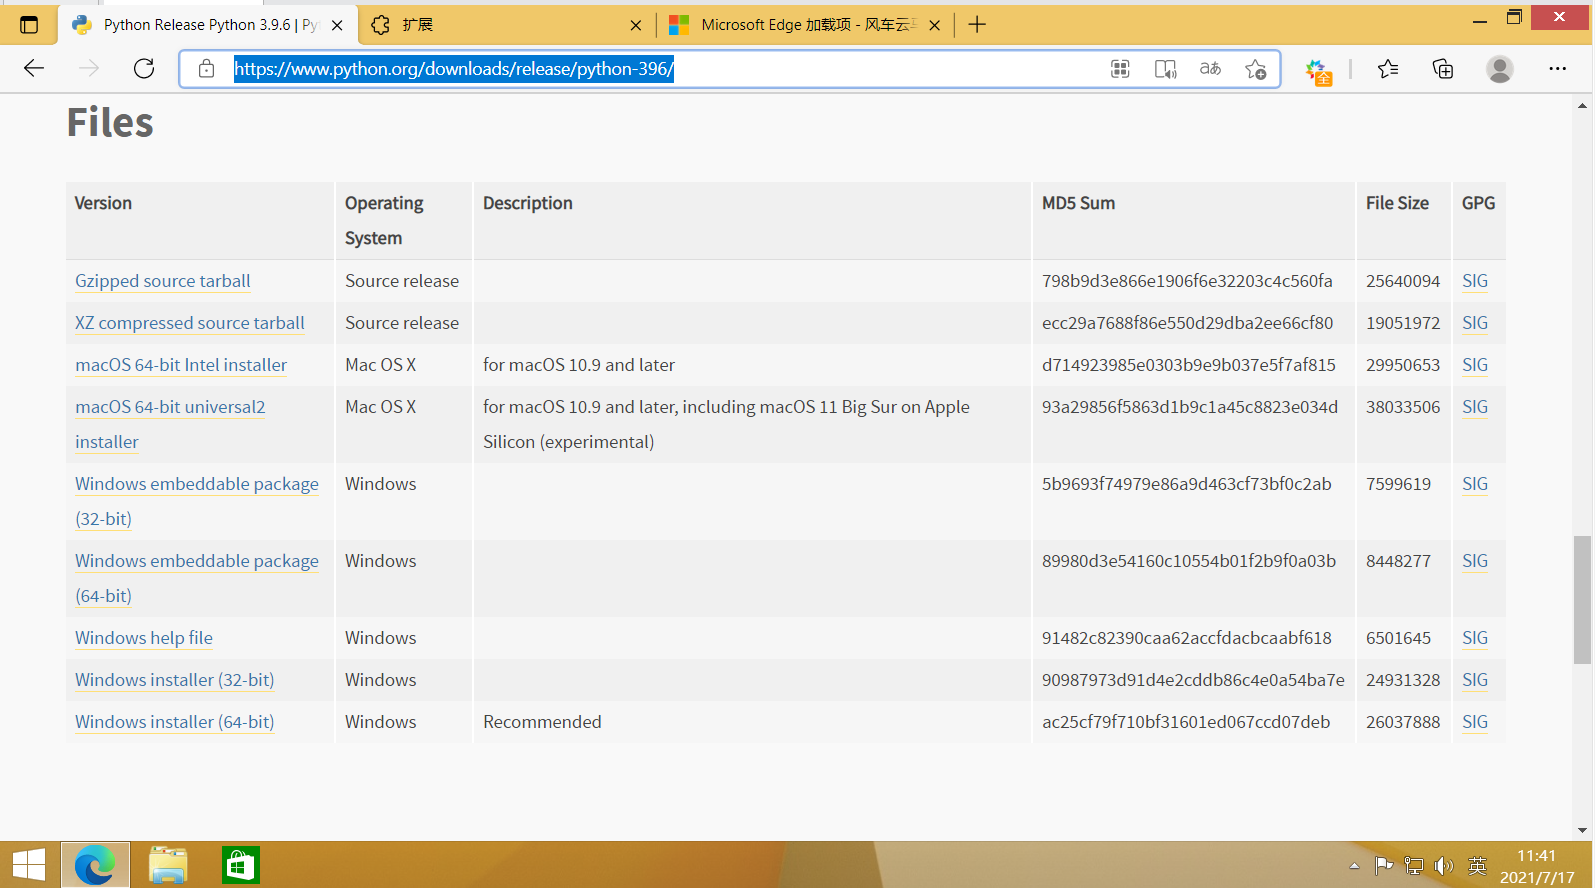 Python Release Python 3.9.6 | Py
扩展
Microsoft Edge 加载项 - 风车云
https://www.python.org/downloads/release/python-396/
aあ
全
Files
Version Operating System Description MD5 Sum File Size GPG
Gzipped source tarball Source release 798b9d3e866e1906f6e32203c4c560fa 25640094 SIG
XZ compressed source tarball Source release ecc29a7688f86e550d29dba2ee66cf80 19051972 SIG
macOS 64-bit Intel installer Mac OS X for macOS 10.9 and later d714923985e0303b9e9b037e5f7af815 29950653 SIG
macOS 64-bit universal2 Mac OS X for macOS 10.9 and later, including macOS 11 Big Sur on Apple 93a29856f5863d1b9c1a45c8823e034d 38033506 SIG
installer Silicon (experimental)
Windows embeddable package Windows 5b9693f74979e86a9d463cf73bf0c2ab 7599619 SIG
(32-bit)
Windows embeddable package Windows 89980d3e54160c10554b01f2b9f0a03b 8448277 SIG
(64-bit)
Windows help file Windows 91482c82390caa62accfdacbcaabf618 6501645 SIG
Windows installer (32-bit) Windows 90987973d91d4e2cddb86c4e0a54ba7e 24931328 SIG
Windows installer (64-bit) Windows Recommended ac25cf79f710bf31601ed067ccd07deb 26037888 SIG
英
11:41
2021/7/17